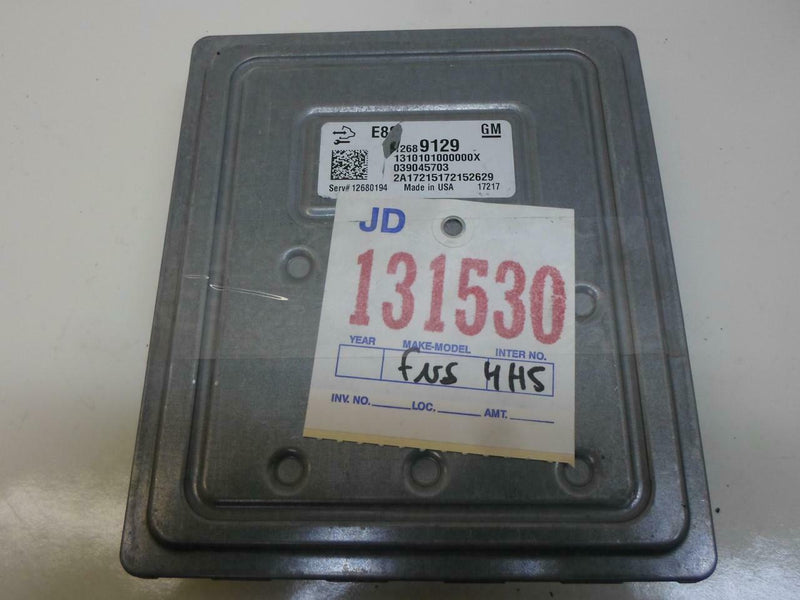 GM
9129
1310101000000X
039045703
2A17215172152629
Serv# 12680194 Made in USA 17217
JD
131530
YEAR MAKE-MODEL INTER NO.
4H5
INV. NO. LOC. AMT.